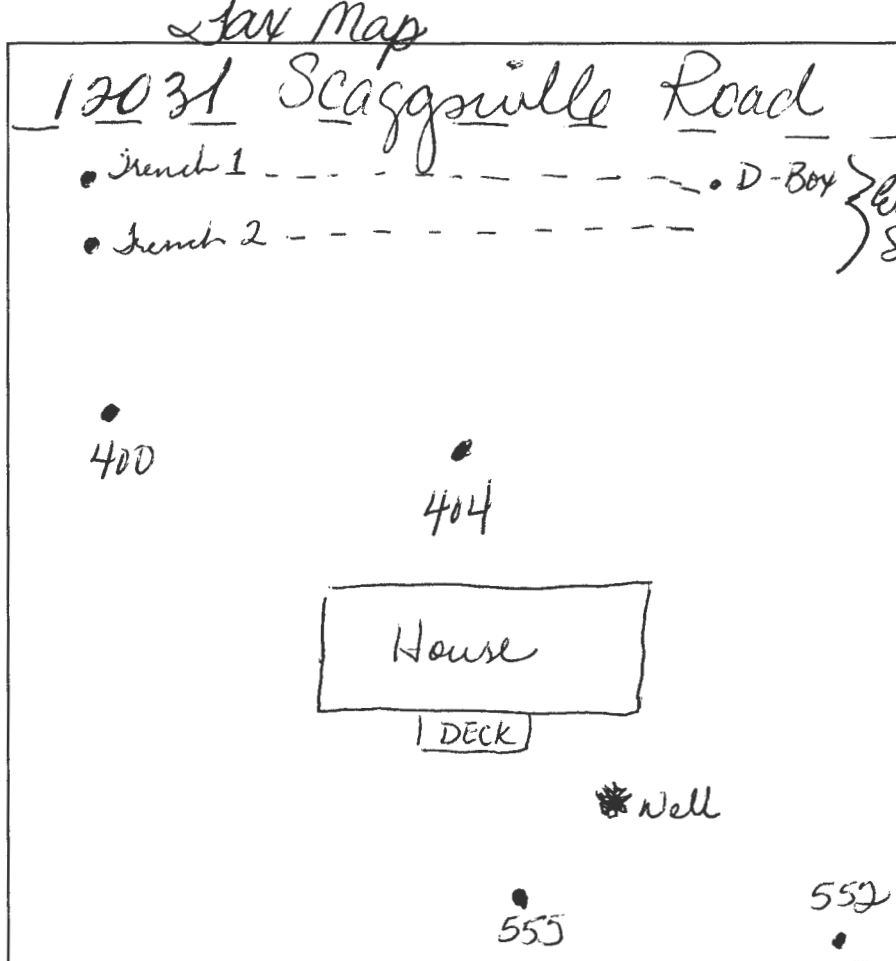 Tax Map
12031 Scaggsville Road
Trench 1 D-Box
Trench 2
400
404
House
DECK
Well
555
552